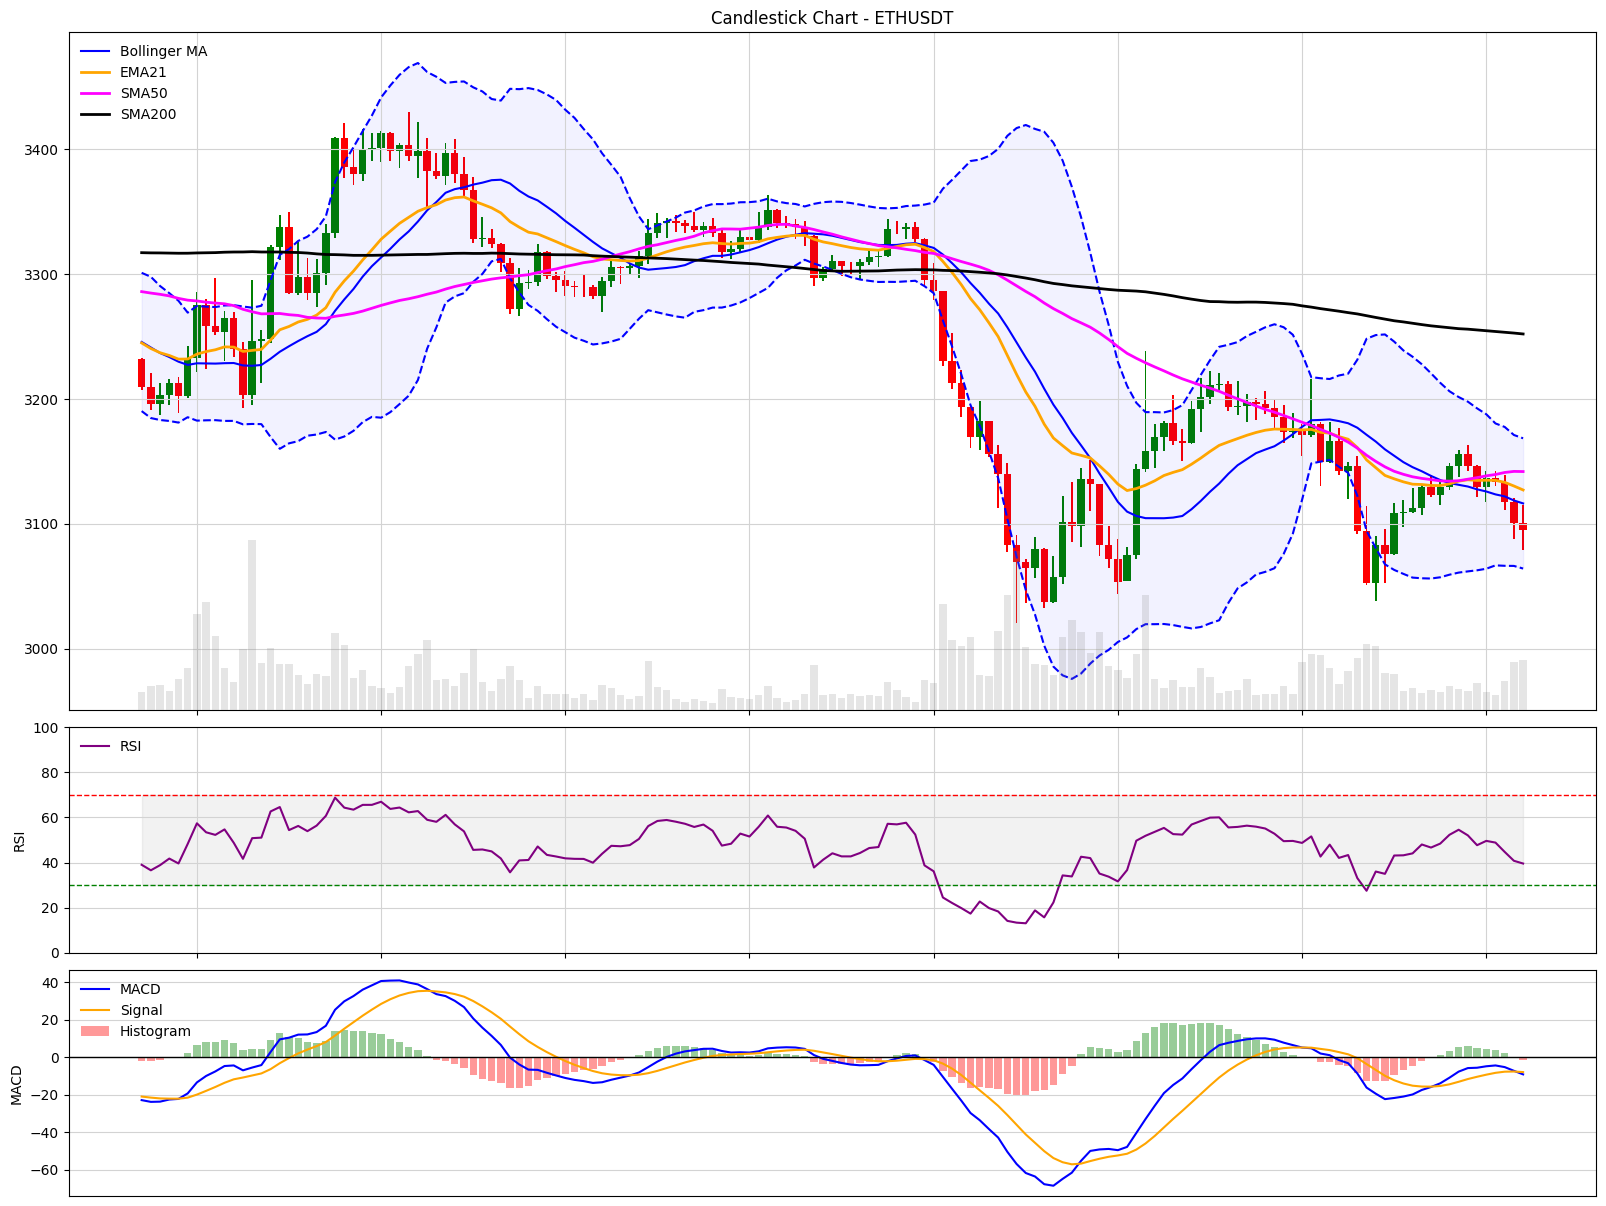 Candlestick Chart - ETHUSDT
Bollinger MA
EMA21
SMA50
SMA200
3400
3300
3200
3100
3000
100
80
60
40
20
0
RSI
RSI
40
20
0
−20
−40
−60
MACD
MACD
Signal
Histogram